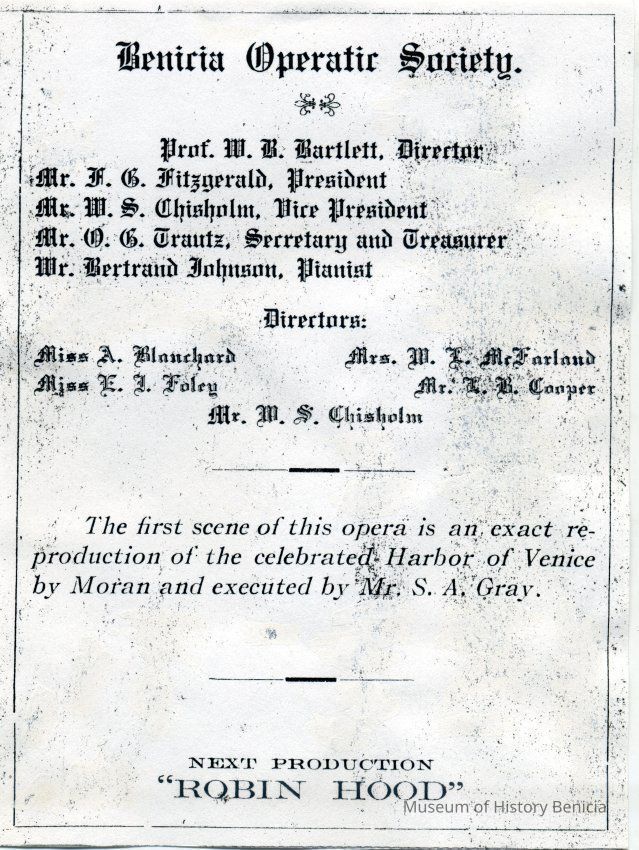 Benicia Operatic Society.
Prof. W. B. Bartlett, Director
Mr. F. G. Fitzgerald, President
Mr. W. S. Chisholm, Vice President
Mr. O. G. Trautz, Secretary and Treasurer
Wr. Bertrand Johnson, Pianist
Directors:
Miss A. Blanchard Mrs. W. L. McFarland
Miss E. I. Foley Mr. L. B. Cooper
Mr. W. S. Chisholm
The first scene of this opera is an exact re-
production of the celebrated Harbor of Venice
by Moran and executed by Mr. S. A. Gray.
NEXT PRODUCTION
"ROBIN HOOD"
Museum of History Benicia